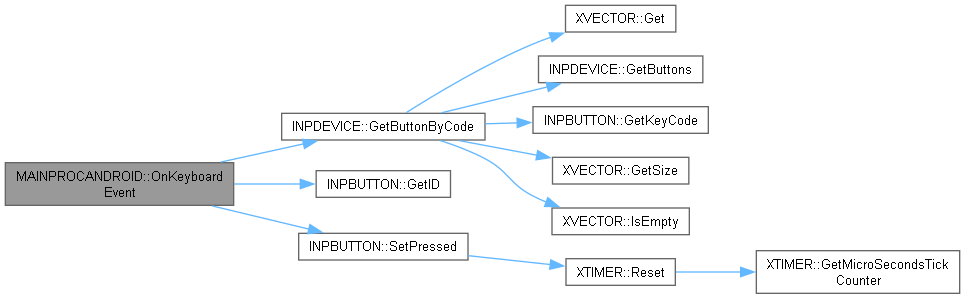 MAINPROCANDROID::OnKeyboard
Event
INPDEVICE::GetButtonByCode
XVECTOR::Get
INPDEVICE::GetButtons
INPBUTTON::GetKeyCode
XVECTOR::GetSize
XVECTOR::IsEmpty
INPBUTTON::GetID
INPBUTTON::SetPressed
XTIMER::Reset
XTIMER::GetMicroSecondsTick
Counter